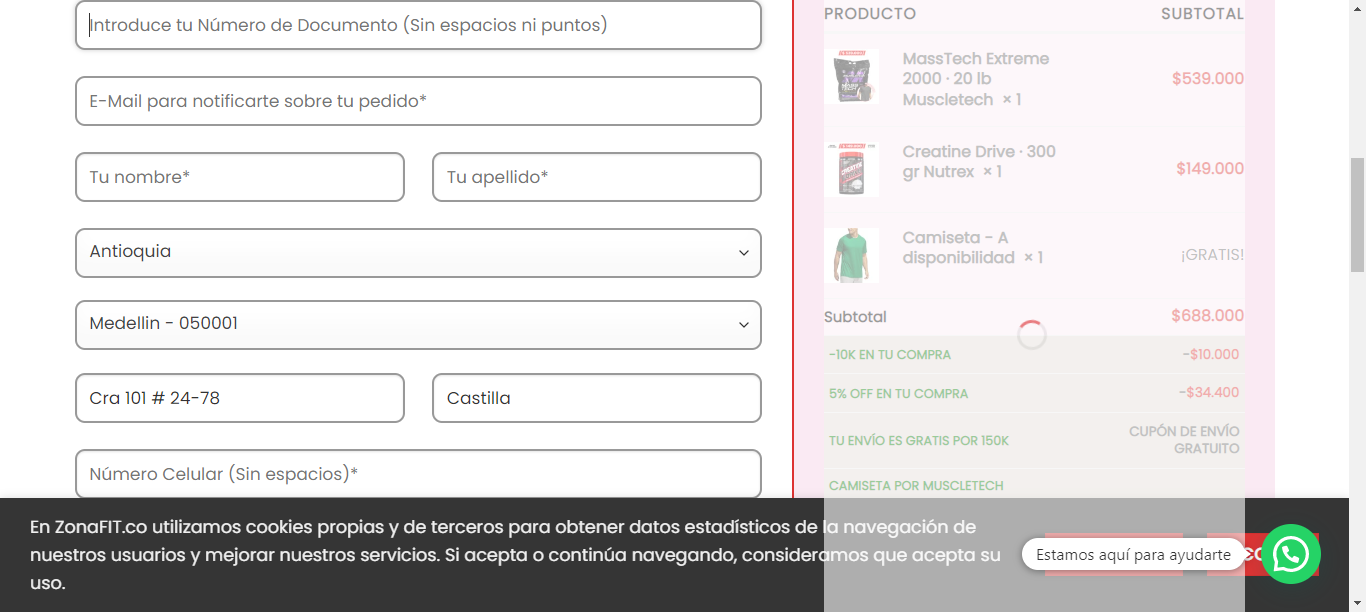 Introduce tu Número de Documento (Sin espacios ni puntos)
E-Mail para notificarte sobre tu pedido*
Tu nombre*
Tu apellido*
Antioquia
Medellin - 050001
Cra 101 # 24-78
Castilla
Número Celular (Sin espacios)*
PRODUCTO SUBTOTAL
MassTech Extreme
2000 · 20 lb
Muscletech × 1
$539.000
Creatine Drive · 300
gr Nutrex × 1
$149.000
Camiseta - A
disponibilidad × 1
¡GRATIS!
Subtotal $688.000
-10K EN TU COMPRA -$10.000
5% OFF EN TU COMPRA -$34.400
TU ENVÍO ES GRATIS POR 150K
CUPÓN DE ENVÍO
GRATUITO
CAMISETA POR MUSCLETECH
En ZonaFIT.co utilizamos cookies propias y de terceros para obtener datos estadísticos de la navegación de
nuestros usuarios y mejorar nuestros servicios. Si acepta o continúa navegando, consideramos que acepta su
uso.
Estamos aquí para ayudarte